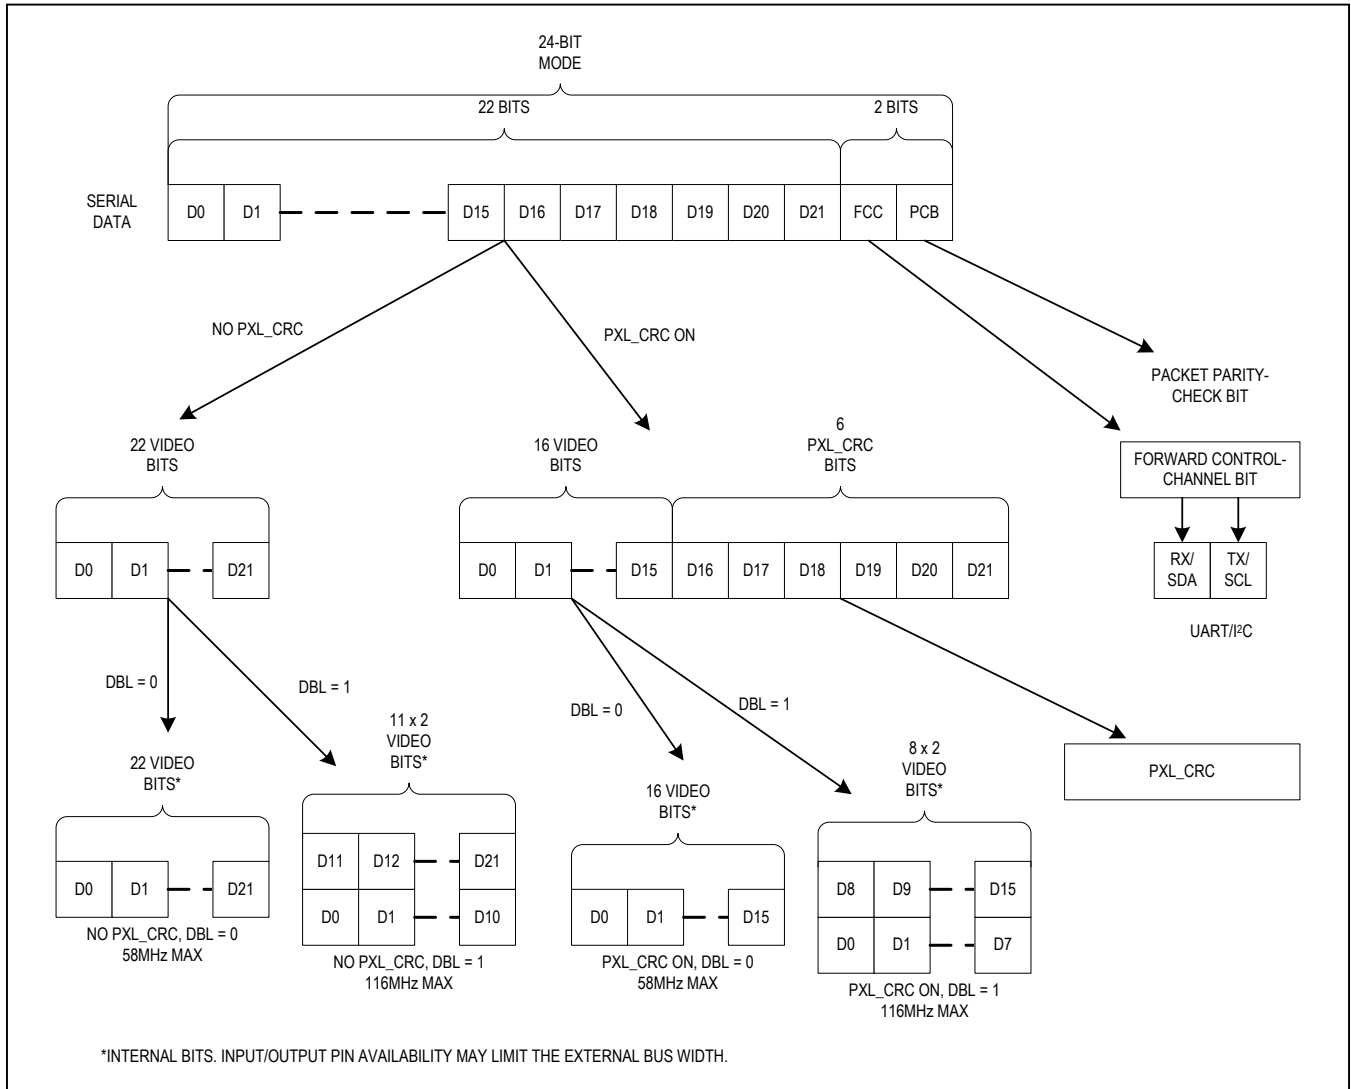 24-BIT
MODE
22 BITS
2 BITS
SERIAL
DATA
D0 D1 D15 D16 D17 D18 D19 D20 D21 FCC PCB
NO PXL_CRC
PXL_CRC ON
PACKET PARITY-
CHECK BIT
22 VIDEO
BITS
16 VIDEO
BITS
6
PXL_CRC
BITS
FORWARD CONTROL-
CHANNEL BIT
D0 D1 D21
D0 D1 D15 D16 D17 D18 D19 D20 D21
RX/
SDA
TX/
SCL
UART/I²C
DBL = 0
DBL = 1
DBL = 0
DBL = 1
22 VIDEO
BITS*
11 x 2
VIDEO
BITS*
16 VIDEO
BITS*
8 x 2
VIDEO
BITS*
PXL_CRC
D0 D1 D21
NO PXL_CRC, DBL = 0
58MHz MAX
D11 D12 D21
D0 D1 D10
NO PXL_CRC, DBL = 1
116MHz MAX
D0 D1 D15
PXL_CRC ON, DBL = 0
58MHz MAX
D8 D9 D15
D0 D1 D7
PXL_CRC ON, DBL = 1
116MHz MAX
*INTERNAL BITS. INPUT/OUTPUT PIN AVAILABILITY MAY LIMIT THE EXTERNAL BUS WIDTH.